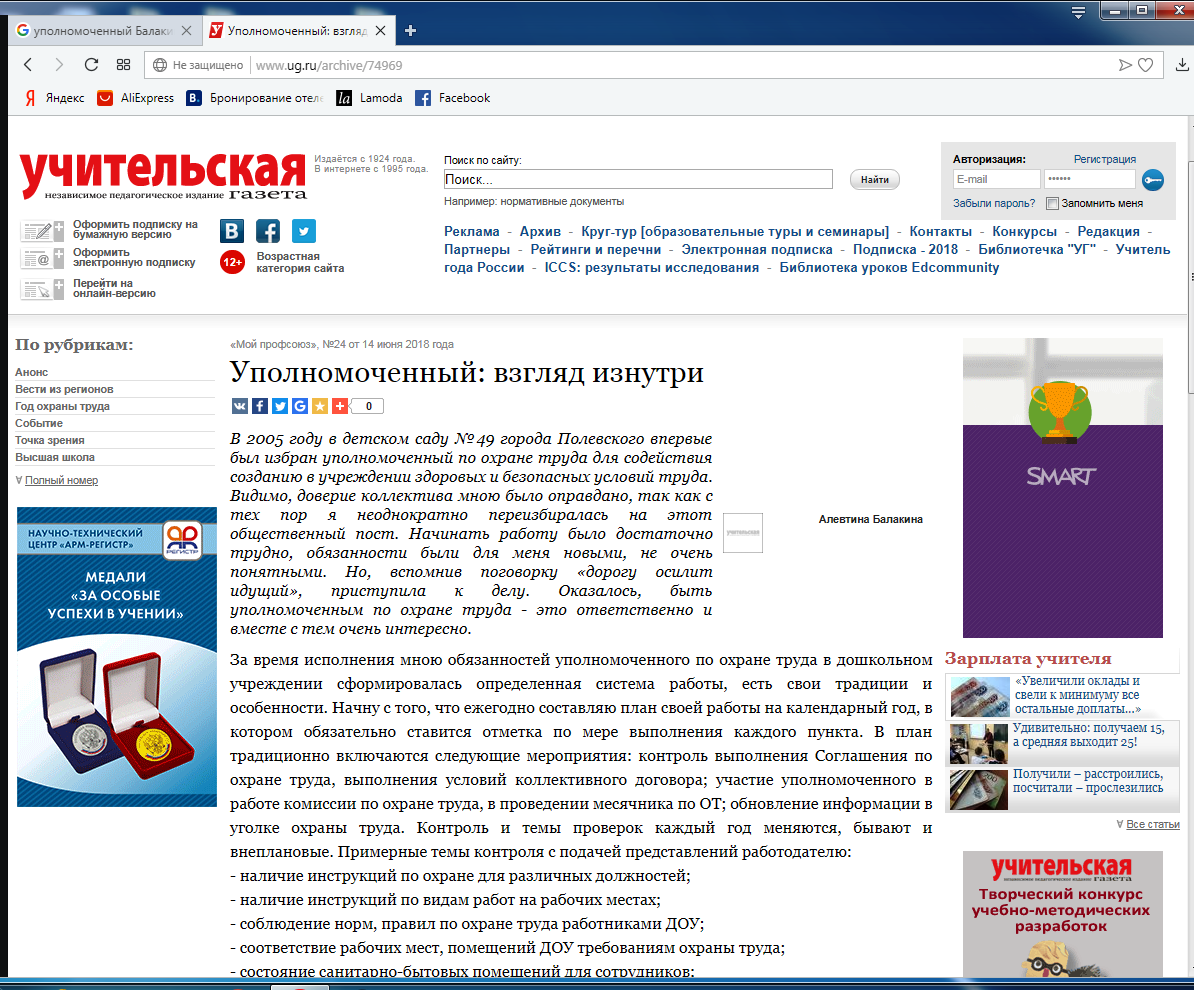 уполномоченный Балаки
Уполномоченный: взгляд
Не защищено
www.ug.ru/archive/74969
Яндекс
AliExpress
Бронирование оте
Lamoda
Facebook
учительская
независимое педагогическое издание газета
Издаётся с 1924 года.
В интернете с 1995 года.
Поиск по сайту:
Поиск...
Найти
Например: нормативные документы
Авторизация:
Регистрация
E-mail
••••••
Забыли пароль?
Запомнить меня
Оформить подписку на
бумажную версию
Оформить
электронную подписку
Перейти на
онлайн-версию
12+
Возрастная
категория сайта
Реклама - Архив - Круг-тур [образовательные туры и семинары] - Контакты - Конкурсы - Редакция -
Партнеры - Рейтинги и перечни - Электронная подписка - Подписка - 2018 - Библиотечка "УГ" - Учитель
года России - ICCS: результаты исследования - Библиотека уроков Edcommunity
По рубрикам:
Анонс
Вести из регионов
Год охраны труда
Событие
Точка зрения
Высшая школа
∀ Полный номер
НАУЧНО-ТЕХНИЧЕСКИЙ
ЦЕНТР «АРМ-РЕГИСТР»
РЕГИСТР
МЕДАЛИ
«ЗА ОСОБЫЕ
УСПЕХИ В УЧЕНИИ»
«Мой профсоюз», №24 от 14 июня 2018 года
Уполномоченный: взгляд изнутри
0
В 2005 году в детском саду №49 города Полевского впервые
был избран уполномоченный по охране труда для содействия
созданию в учреждении здоровых и безопасных условий труда.
Видимо, доверие коллектива мною было оправдано, так как с
тех пор я неоднократно переизбиралась на этот
общественный пост. Начинать работу было достаточно
трудно, обязанности были для меня новыми, не очень
понятными. Но, вспомнив поговорку «дорогу осилит
идущий», приступила к делу. Оказалось, быть
уполномоченным по охране труда - это ответственно и
вместе с тем очень интересно.
учительская
Алевтина Балакина
За время исполнения мною обязанностей уполномоченного по охране труда в дошкольном
учреждении сформировалась определенная система работы, есть свои традиции и
особенности. Начну с того, что ежегодно составляю план своей работы на календарный год, в
котором обязательно ставится отметка по мере выполнения каждого пункта. В план
традиционно включаются следующие мероприятия: контроль выполнения Соглашения по
охране труда, выполнения условий коллективного договора; участие уполномоченного в
работе комиссии по охране труда, в проведении месячника по ОТ; обновление информации в
уголке охраны труда. Контроль и темы проверок каждый год меняются, бывают и
внеплановые. Примерные темы контроля с подачей представлений работодателю:
- наличие инструкций по охране для различных должностей;
- наличие инструкций по видам работ на рабочих местах;
- соблюдение норм, правил по охране труда работниками ДОУ;
- соответствие рабочих мест, помещений ДОУ требованиям охраны труда;
- состояние санитарно-бытовых помещений для сотрудников;
SMART
Зарплата учителя
«Увеличили оклады и
свели к минимуму все
остальные доплаты...»
Удивительно: получаем 15,
а средняя выходит 25!
Получили – расстроились,
посчитали – прослезились
∀ Все статьи
учительская
независимое педагогическое издание газета
Творческий конкурс
учебно-методических
разработок